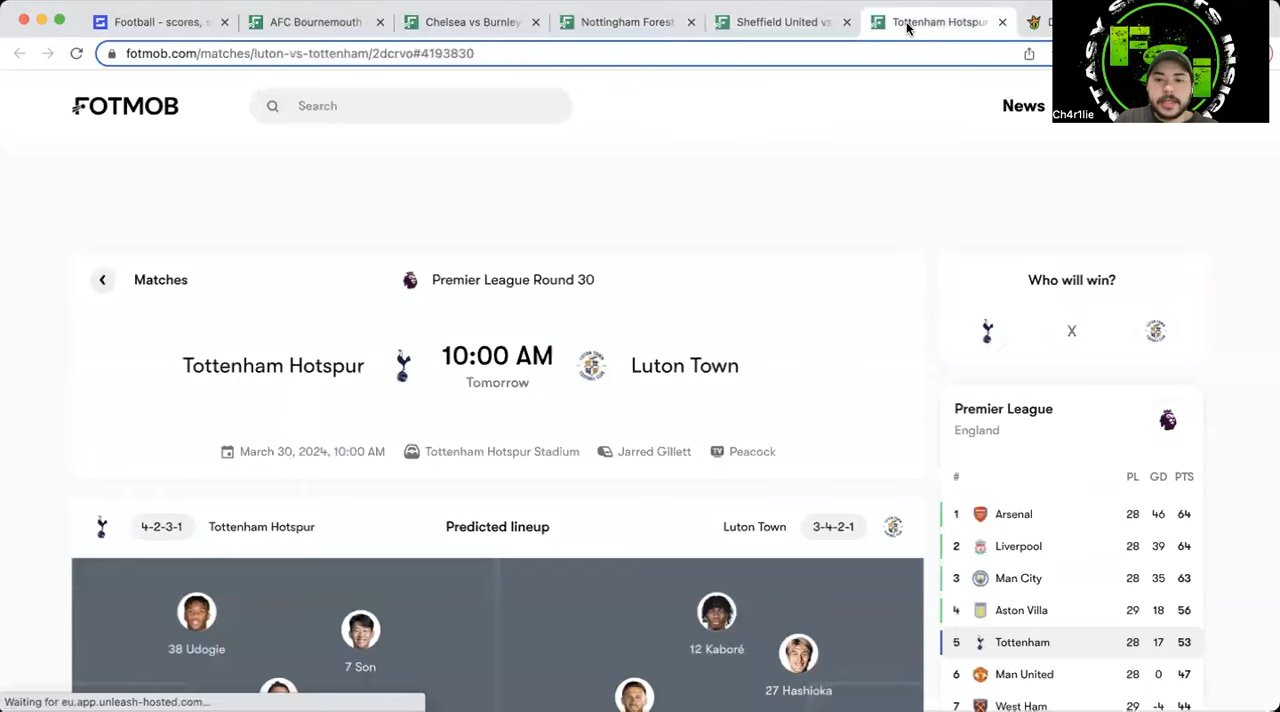 Football - scores, s
AFC Bournemouth
Chelsea vs Burnley
Nottingham Forest
Sheffield United vs
Tottenham Hotspur
fotmob.com/matches/luton-vs-tottenham/2dcrvo#4193830
FSI
Ch4r1lie
FOTMOB
Search
News
Matches
Premier League Round 30
Who will win?
Tottenham Hotspur
10:00 AM
Tomorrow
Luton Town
X
March 30, 2024, 10:00 AM
Tottenham Hotspur Stadium
Jarred Gillett
Peacock
Premier League
England
# PL GD PTS
1 Arsenal 28 46 64
2 Liverpool 28 39 64
3 Man City 28 35 63
4 Aston Villa 29 18 56
5 Tottenham 28 17 53
6 Man United 28 0 47
7 West Ham 29 -4 44
4-2-3-1
Tottenham Hotspur
Predicted lineup
Luton Town
3-4-2-1
38 Udogie
7 Son
12 Kaboré
27 Hashioka
Waiting for eu.app.unleash-hosted.com...